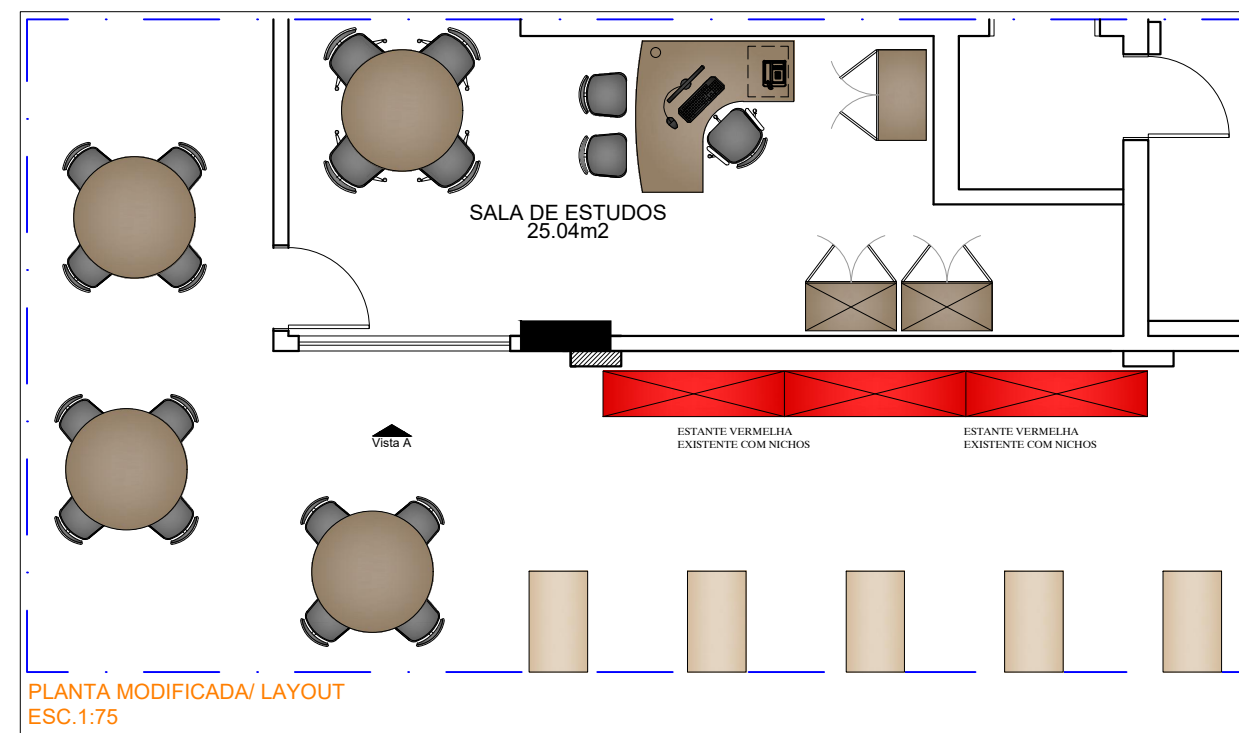 SALA DE ESTUDOS
25.04m2
Vista A
ESTANTE VERMELHA
EXISTENTE COM NICHOS
ESTANTE VERMELHA
EXISTENTE COM NICHOS
PLANTA MODIFICADA/ LAYOUT
ESC.1:75